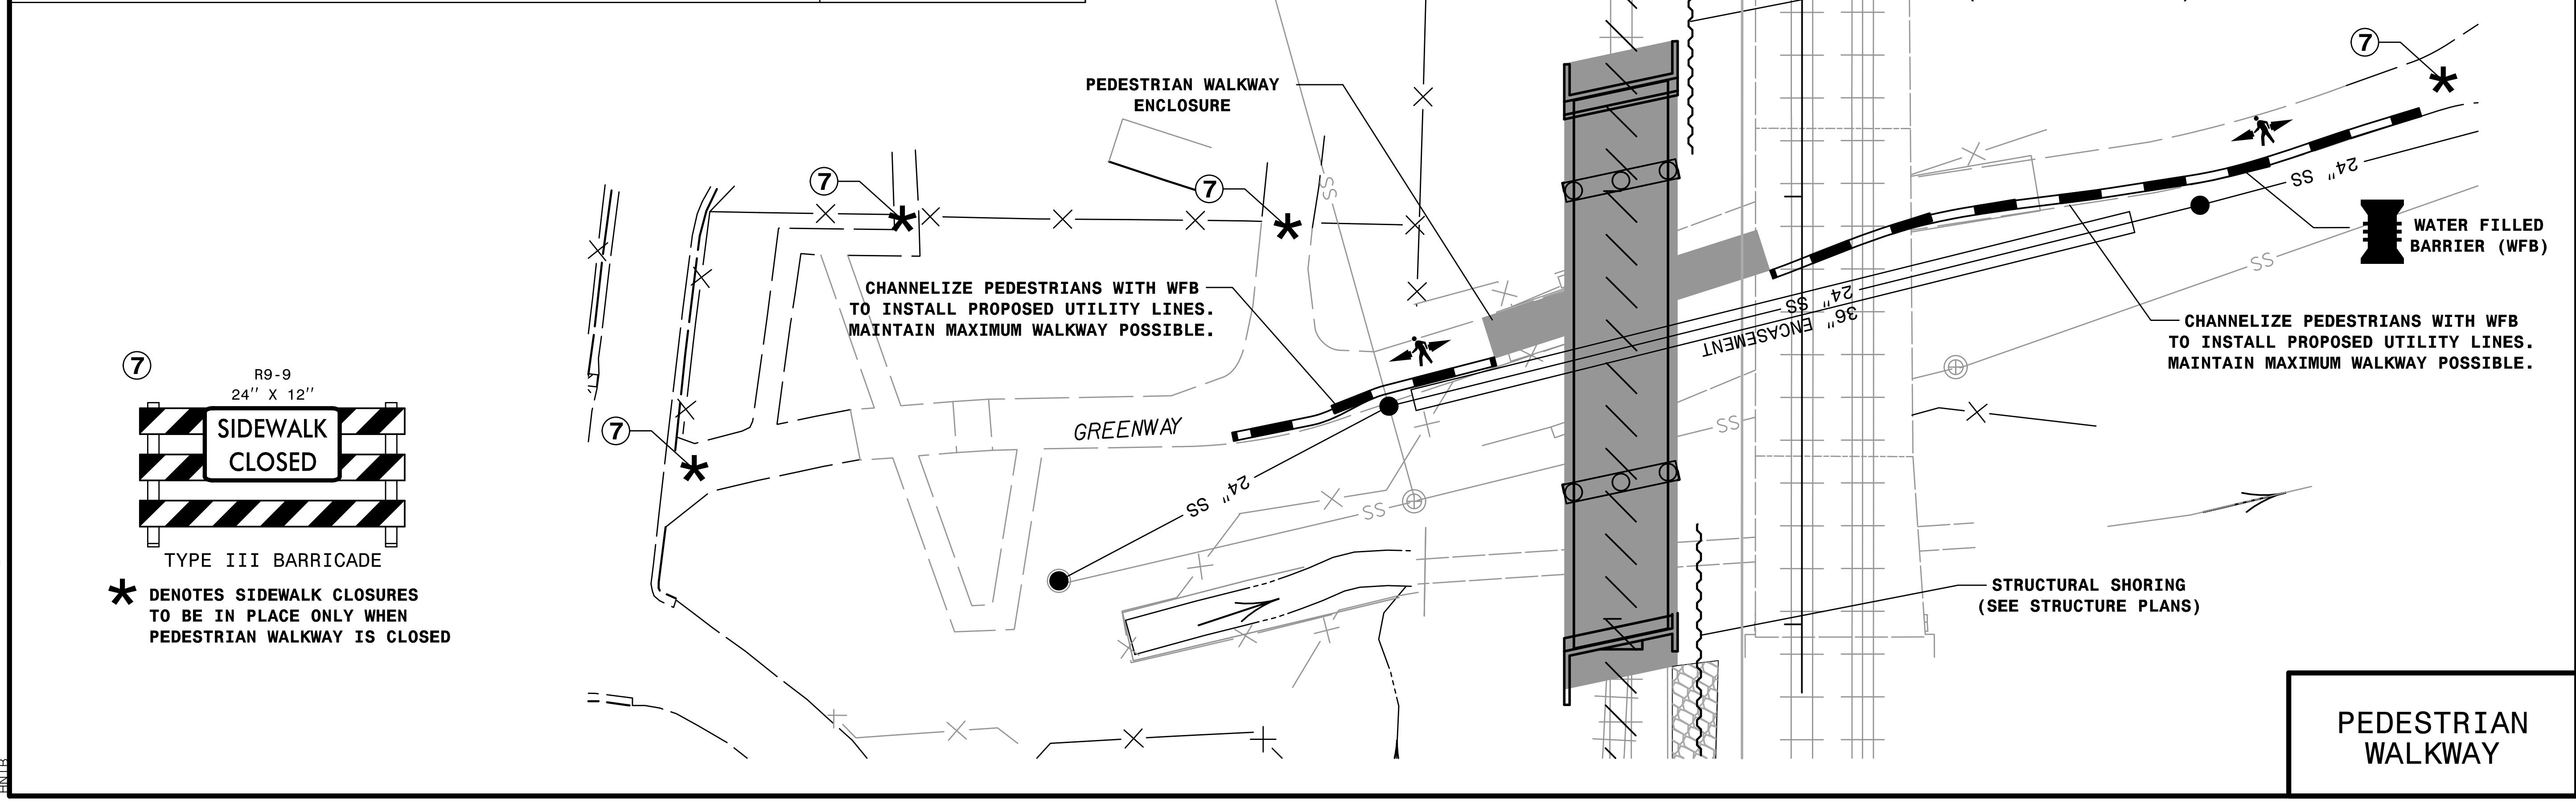 7
PEDESTRIAN WALKWAY
ENCLOSURE
7
7
SS
24" SS
WATER FILLED
BARRIER (WFB)
SS
CHANNELIZE PEDESTRIANS WITH WFB
TO INSTALL PROPOSED UTILITY LINES.
MAINTAIN MAXIMUM WALKWAY POSSIBLE.
24" SS
36" ENCASEMENT
CHANNELIZE PEDESTRIANS WITH WFB
TO INSTALL PROPOSED UTILITY LINES.
MAINTAIN MAXIMUM WALKWAY POSSIBLE.
7
R9-9
24" X 12"
SIDEWALK
CLOSED
TYPE III BARRICADE
* DENOTES SIDEWALK CLOSURES
TO BE IN PLACE ONLY WHEN
PEDESTRIAN WALKWAY IS CLOSED
7
GREENWAY
SS
24" SS
SS
STRUCTURAL SHORING
(SEE STRUCTURE PLANS)
PEDESTRIAN
WALKWAY